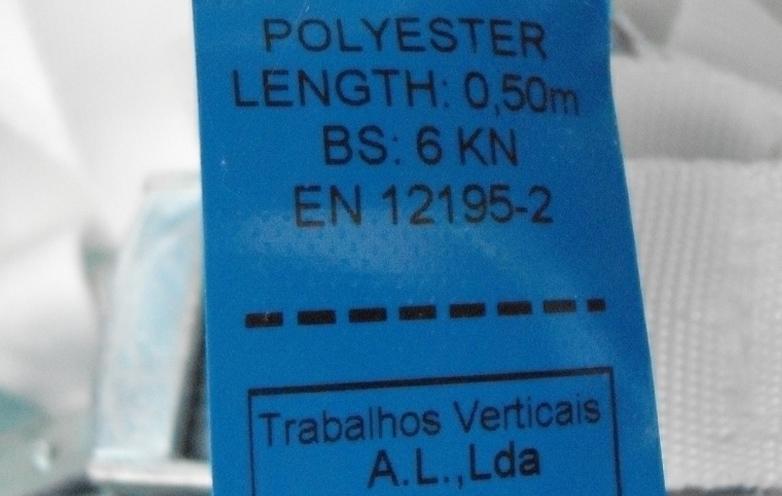 POLYESTER
LENGTH: 0,50m
BS: 6 KN
EN 12195-2
Trabalhos Verticais
A.L.,Lda